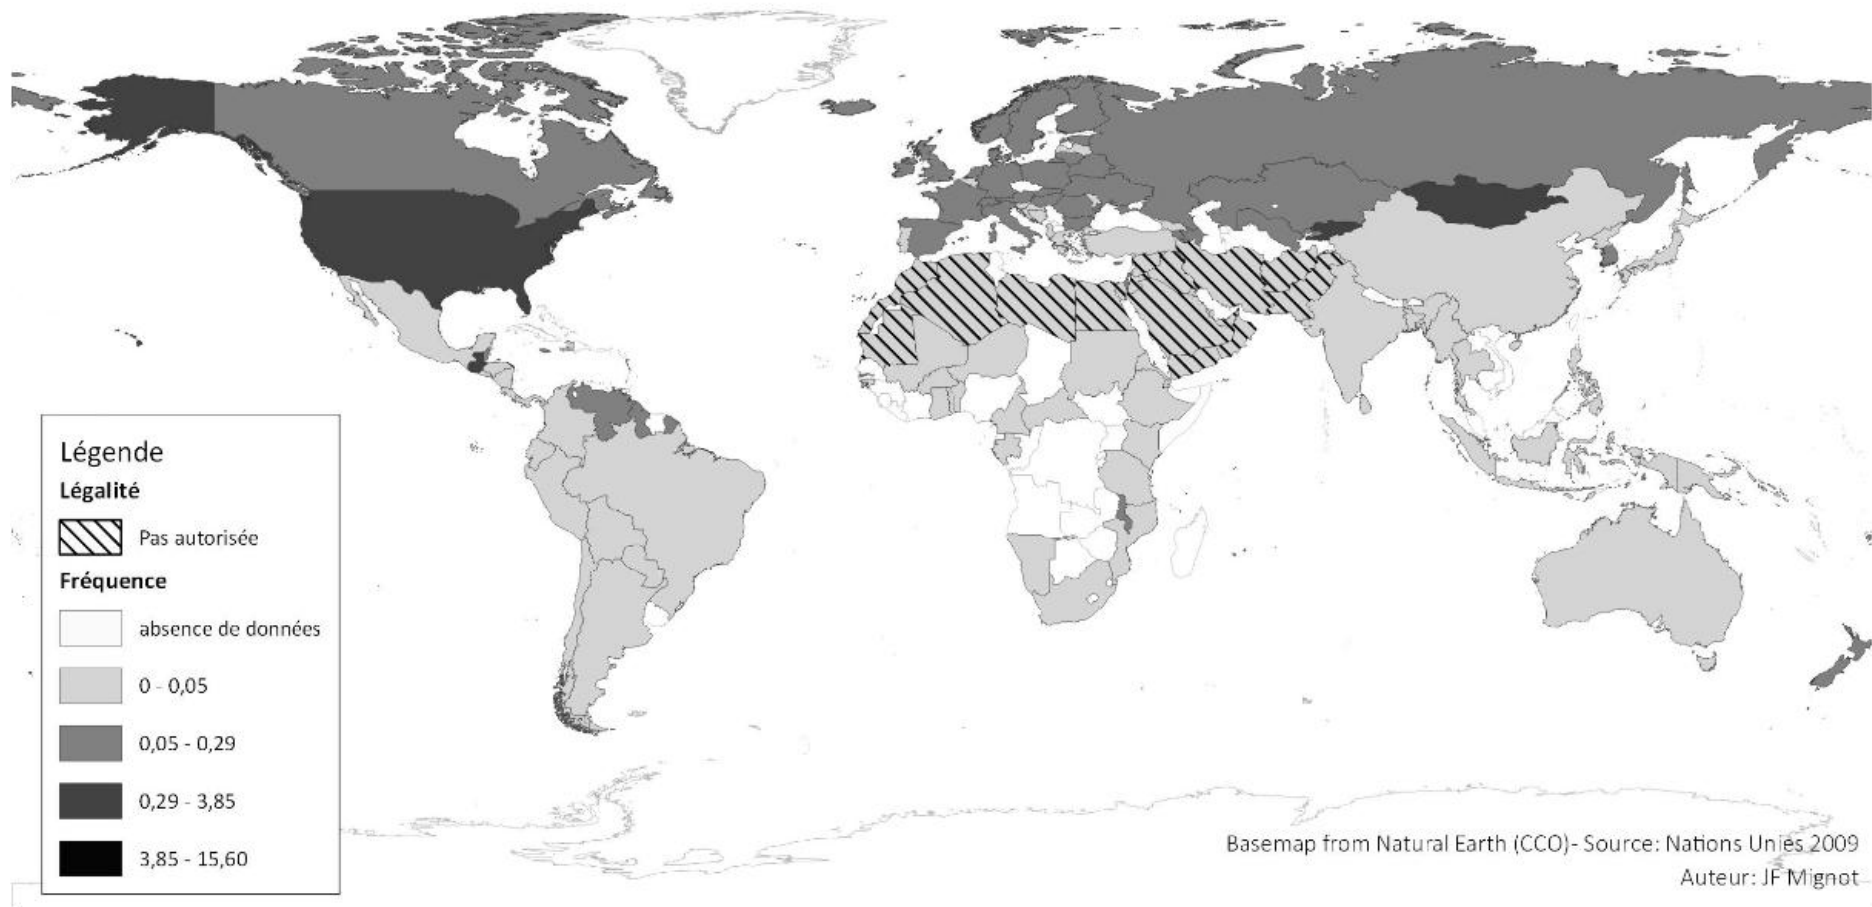 Légende
Légalité
Pas autorisée
Fréquence
absence de données
0 - 0,05
0,05 - 0,29
0,29 - 3,85
3,85 - 15,60
Basemap from Natural Earth (CCO)- Source: Nations Unies 2009
Auteur: JF Mignot